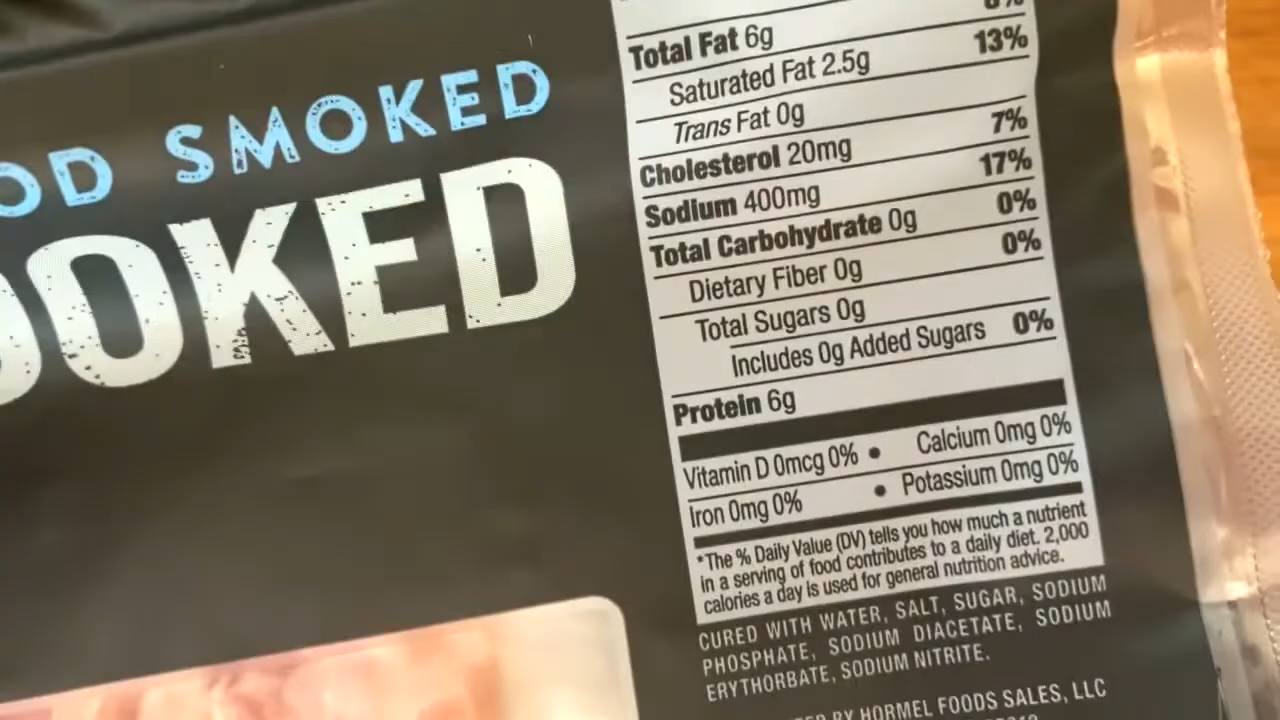 SMOKED
Total Fat 6g
Saturated Fat 2.5g 13%
Trans Fat 0g
Cholesterol 20mg 7%
Sodium 400mg 17%
Total Carbohydrate 0g 0%
Dietary Fiber 0g 0%
Total Sugars 0g
Includes 0g Added Sugars 0%
Protein 6g
Vitamin D 0mcg 0% • Calcium 0mg 0%
Iron 0mg 0% • Potassium 0mg 0%
*The % Daily Value (DV) tells you how much a nutrient
in a serving of food contributes to a daily diet. 2,000
calories a day is used for general nutrition advice.
CURED WITH WATER, SALT, SUGAR, SODIUM
PHOSPHATE, SODIUM DIACETATE, SODIUM
ERYTHORBATE, SODIUM NITRITE.
BY HORMEL FOODS SALES, LLC